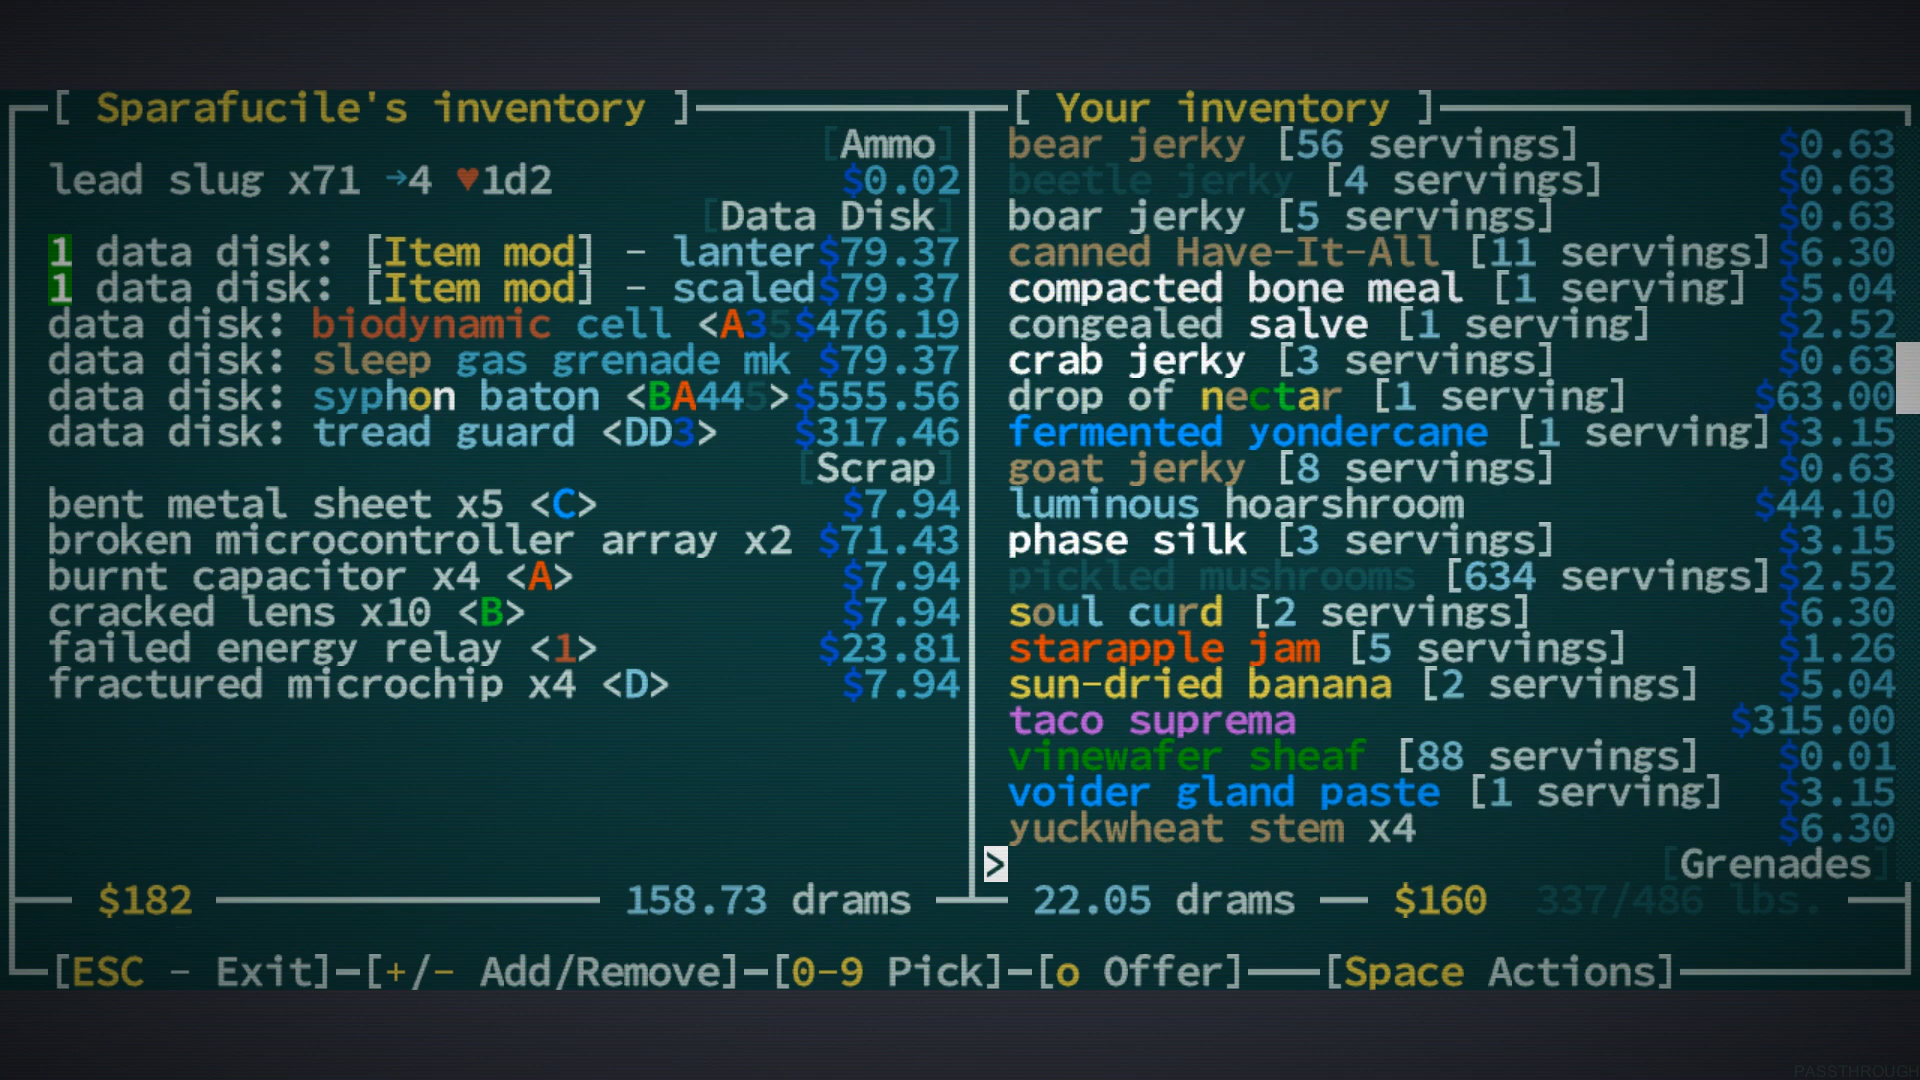 [ Sparafucile's inventory ]
[Ammo]
lead slug x71 →4 ♥1d2 $0.02
[Data Disk]
1 data disk: [Item mod] - lanter$79.37
1 data disk: [Item mod] - scaled$79.37
data disk: biodynamic cell <A35$476.19
data disk: sleep gas grenade mk $79.37
data disk: syphon baton <BA445>$555.56
data disk: tread guard <DD3> $317.46
[Scrap]
bent metal sheet x5 <C> $7.94
broken microcontroller array x2 $71.43
burnt capacitor x4 <A> $7.94
cracked lens x10 <B> $7.94
failed energy relay <1> $23.81
fractured microchip x4 <D> $7.94
$182 158.73 drams
[ Your inventory ]
bear jerky [56 servings] $0.63
beetle jerky [4 servings] $0.63
boar jerky [5 servings] $0.63
canned Have-It-All [11 servings] $6.30
compacted bone meal [1 serving] $5.04
congealed salve [1 serving] $2.52
crab jerky [3 servings] $0.63
drop of nectar [1 serving] $63.00
fermented yondercane [1 serving] $3.15
goat jerky [8 servings] $0.63
luminous hoarshroom $44.10
phase silk [3 servings] $3.15
pickled mushrooms [634 servings] $2.52
soul curd [2 servings] $6.30
starapple jam [5 servings] $1.26
sun-dried banana [2 servings] $5.04
taco suprema $315.00
vinewafer sheaf [88 servings] $0.01
voider gland paste [1 serving] $3.15
yuckwheat stem x4 $6.30
> [Grenades]
22.05 drams $160 337/486 lbs.
[ESC - Exit]-[+/- Add/Remove]-[0-9 Pick]-[o Offer] [Space Actions]
PASSTHROUGH